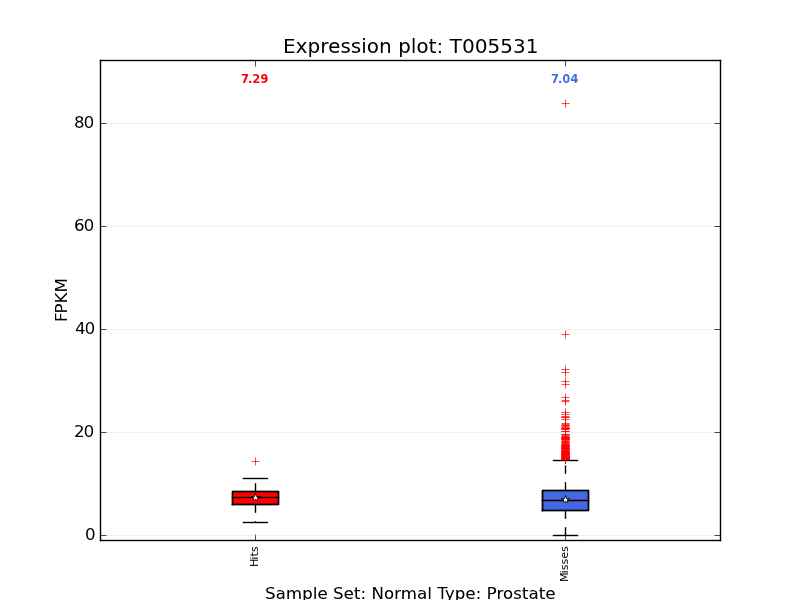 Expression plot: T005531
7.29
7.04
80
60
40
20
0
FPKM
Hits
Misses
Sample Set: Normal Type: Prostate